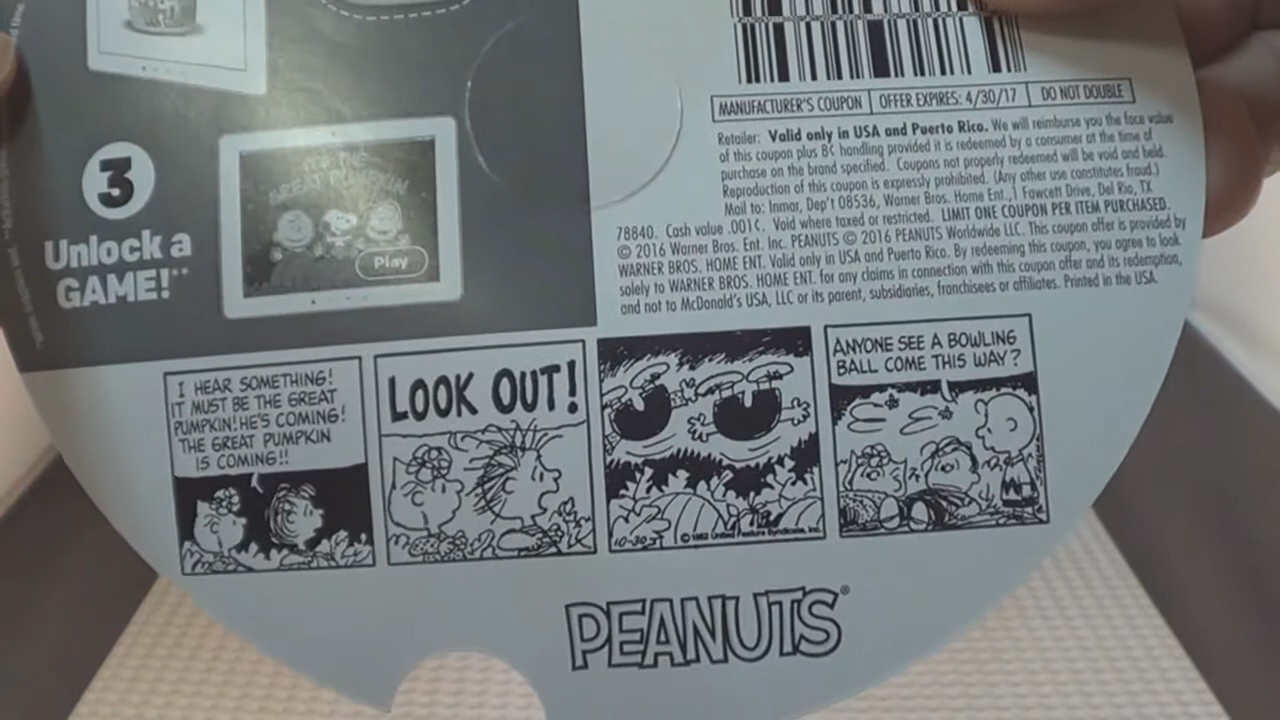 3
Unlock a
GAME!**
Play
MANUFACTURER'S COUPON OFFER EXPIRES: 4/30/17 DO NOT DOUBLE
Retailer: Valid only in USA and Puerto Rico. We will reimburse you the face value
of this coupon plus 8¢ handling provided it is redeemed by a consumer at the time of
purchase on the brand specified. Coupons not properly redeemed will be void and held.
Reproduction of this coupon is expressly prohibited. (Any other use constitutes fraud.)
Mail to: Inmar, Dep't 08536, Warner Bros. Home Ent., 1 Fawcett Drive, Del Rio, TX
78840. Cash value .001¢. Void where taxed or restricted. LIMIT ONE COUPON PER ITEM PURCHASED.
© 2016 Warner Bros. Ent. Inc. PEANUTS © 2016 PEANUTS Worldwide LLC. This coupon offer is provided by
WARNER BROS. HOME ENT. Valid only in USA and Puerto Rico. By redeeming this coupon, you agree to look
solely to WARNER BROS. HOME ENT. for any claims in connection with this coupon offer and its redemption,
and not to McDonald's USA, LLC or its parent, subsidiaries, franchisees or affiliates. Printed in the USA.
I HEAR SOMETHING!
IT MUST BE THE GREAT
PUMPKIN! HE'S COMING!
THE GREAT PUMPKIN
IS COMING!!
LOOK OUT!
10-30
© 1982 United Feature Syndicate, Inc.
ANYONE SEE A BOWLING
BALL COME THIS WAY?
PEANUTS®